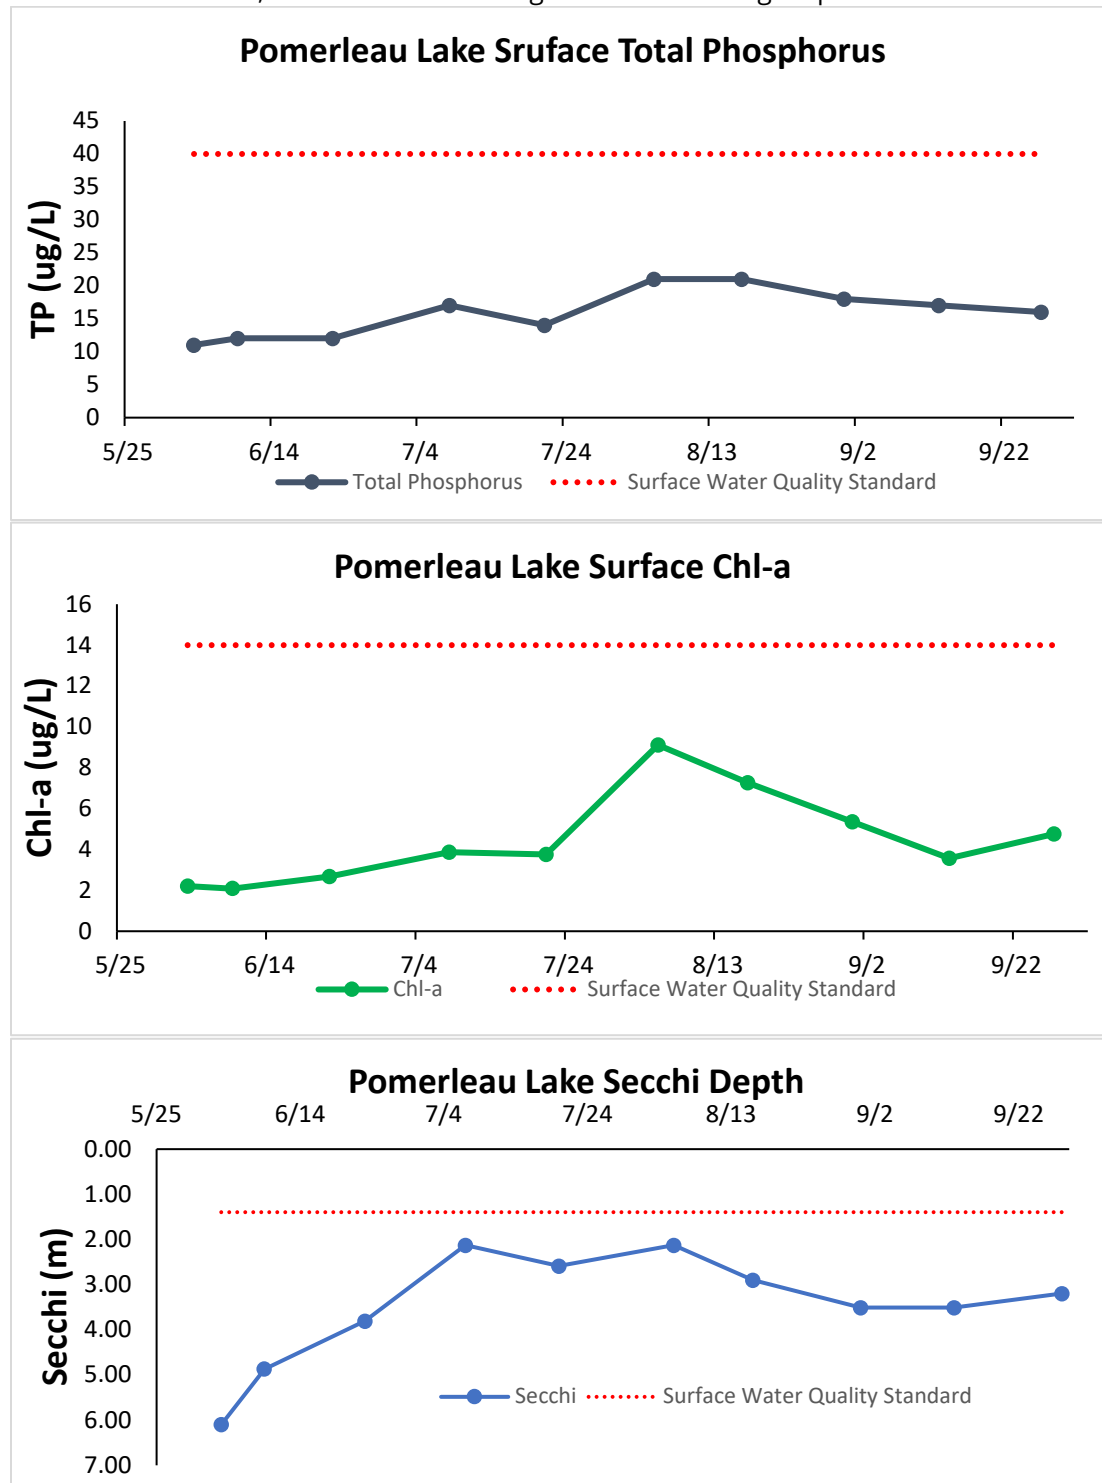 Pomerleau Lake Sruface Total Phosphorus
45
40
35
30
25
20
15
10
5
0
TP (ug/L)
5/25 6/14 7/4 7/24 8/13 9/2 9/22
Total Phosphorus Surface Water Quality Standard
Pomerleau Lake Surface Chl-a
16
14
12
10
8
6
4
2
0
Chl-a (ug/L)
5/25 6/14 7/4 7/24 8/13 9/2 9/22
Chl-a Surface Water Quality Standard
Pomerleau Lake Secchi Depth
5/25 6/14 7/4 7/24 8/13 9/2 9/22
0.00
1.00
2.00
3.00
4.00
5.00
6.00
7.00
Secchi (m)
Secchi Surface Water Quality Standard